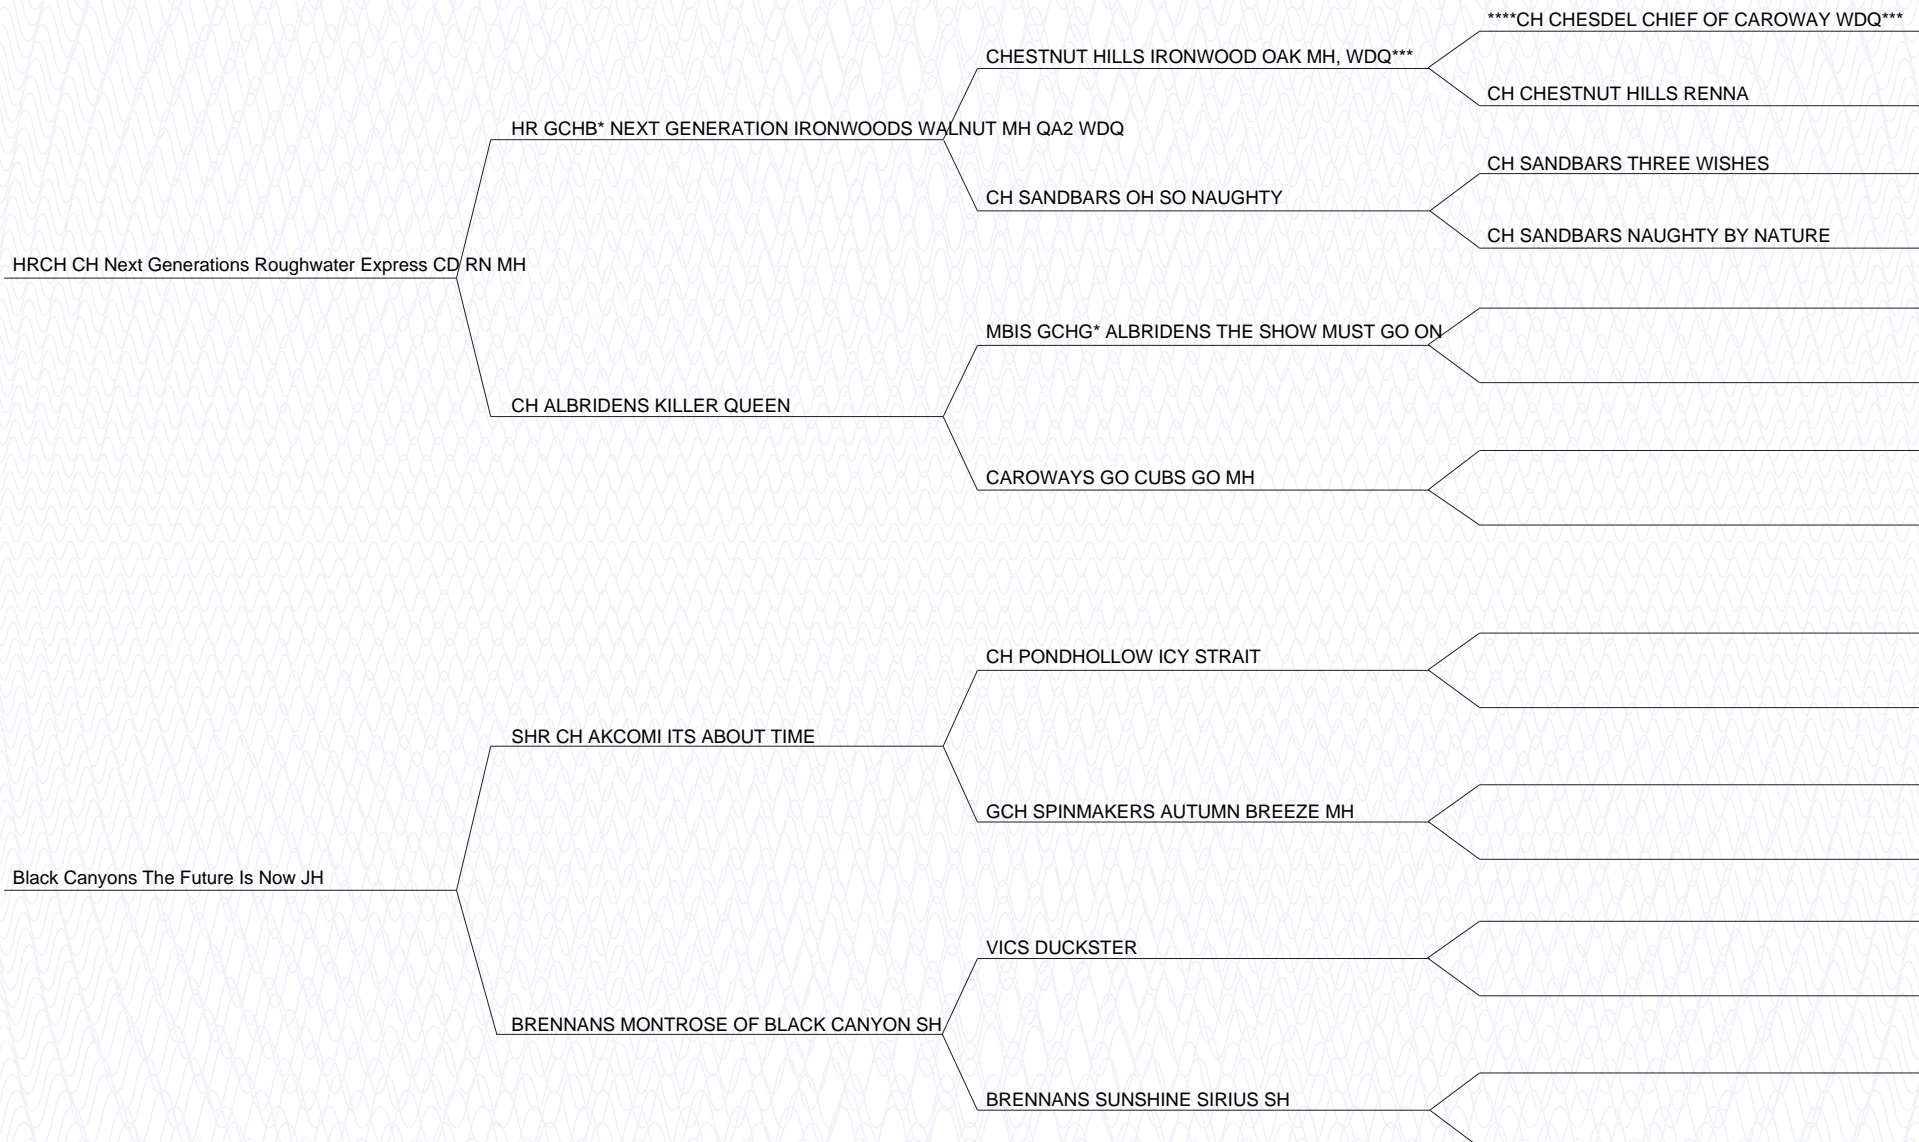 ****CH CHESDEL CHIEF OF CAROWAY WDQ***
CHESTNUT HILLS IRONWOOD OAK MH, WDQ***
CH CHESTNUT HILLS RENNA
HR GCHB* NEXT GENERATION IRONWOODS WALNUT MH QA2 WDQ
CH SANDBARS THREE WISHES
CH SANDBARS OH SO NAUGHTY
CH SANDBARS NAUGHTY BY NATURE
HRCH CH Next Generations Roughwater Express CD RN MH
MBIS GCHG* ALBRIDENS THE SHOW MUST GO ON
CH ALBRIDENS KILLER QUEEN
CAROWAYS GO CUBS GO MH
CH PONDHOLLOW ICY STRAIT
SHR CH AKCOMI ITS ABOUT TIME
GCH SPINMAKERS AUTUMN BREEZE MH
Black Canyons The Future Is Now JH
VICS DUCKSTER
BRENNANS MONTROSE OF BLACK CANYON SH
BRENNANS SUNSHINE SIRIUS SH